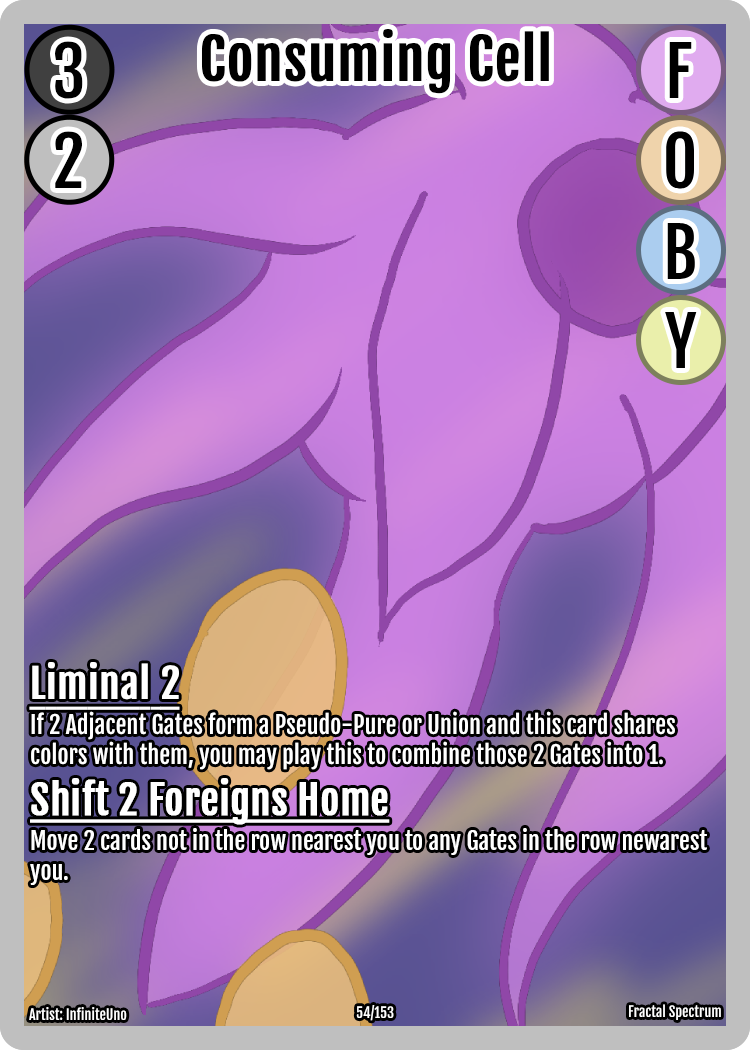 3
Consuming Cell
F
2
O
B
Y
Liminal 2
If 2 Adjacent Gates form a Pseudo-Pure or Union and this card shares
colors with them, you may play this to combine those 2 Gates into 1.
Shift 2 Foreigns Home
Move 2 cards not in the row nearest you to any Gates in the row newarest
you.
Artist: InfiniteUno
54/153
Fractal Spectrum